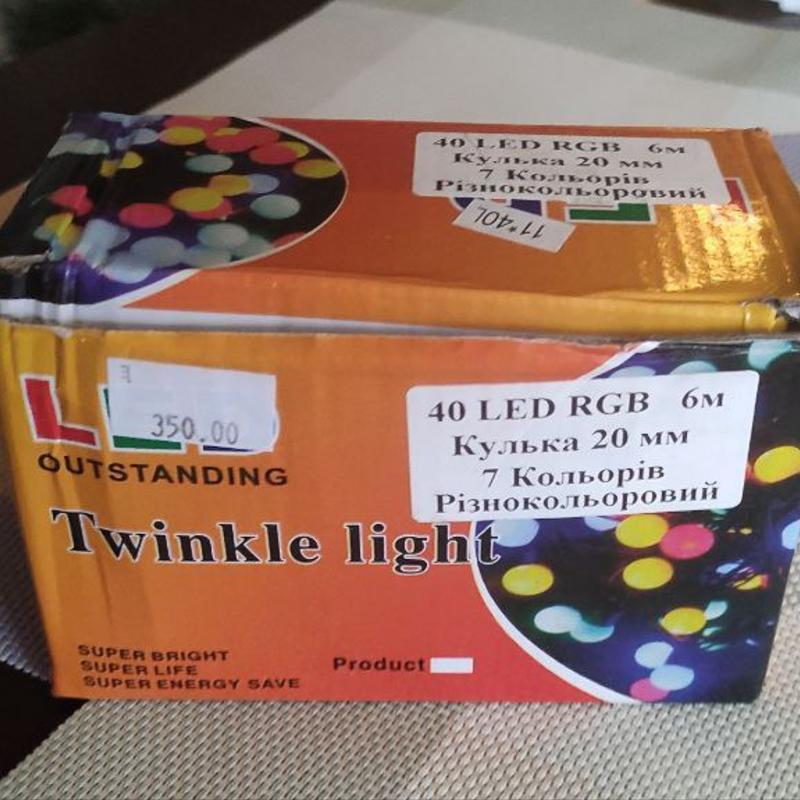 40 LED RGB 6м
Кулька 20 мм
7 Кольорів
Різнокольоровий
11*40L
350.00
40 LED RGB 6м
Кулька 20 мм
7 Кольорів
Різнокольоровий
OUTSTANDING
Twinkle light
SUPER BRIGHT
SUPER LIFE
SUPER ENERGY SAVE
Product